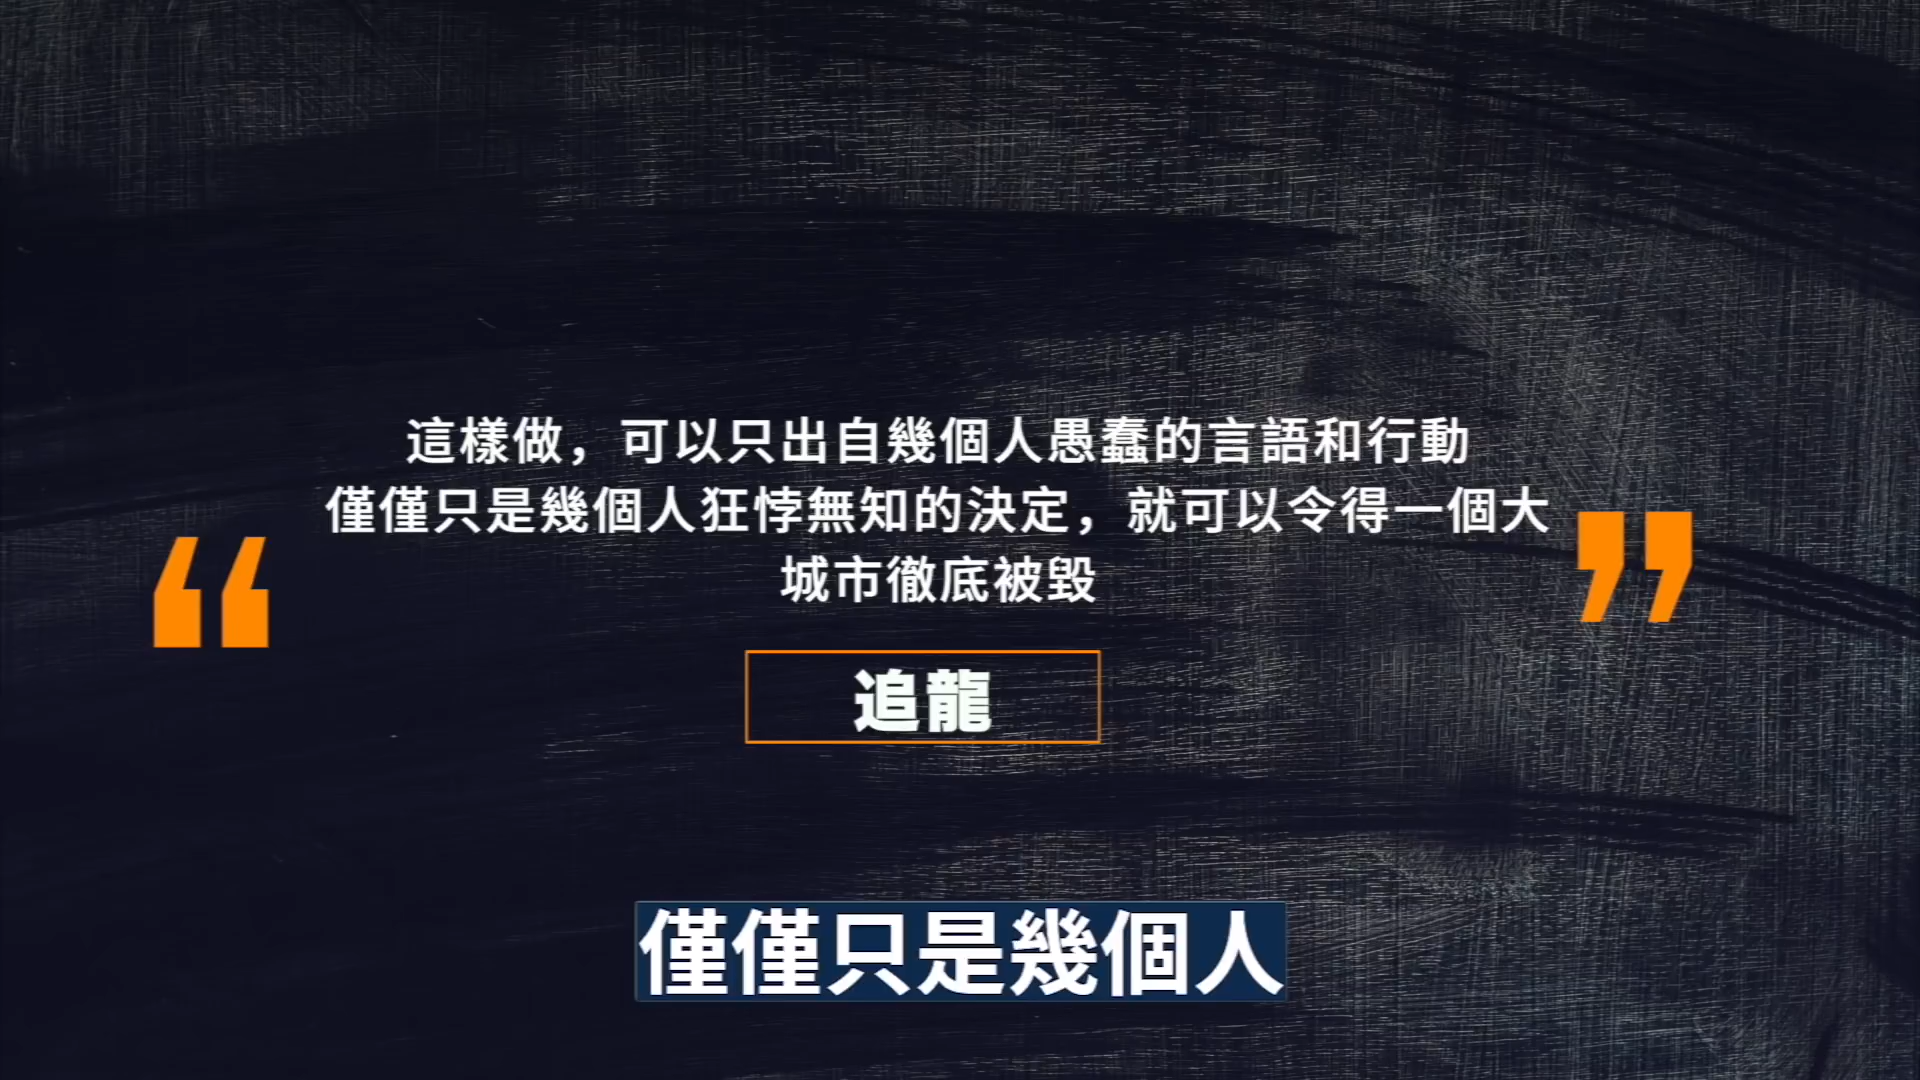 這樣做，可以只出自幾個人愚蠢的言語和行動
僅僅只是幾個人狂悖無知的決定，就可以令得一個大
城市徹底被毀
“ ”
追龍
僅僅只是幾個人